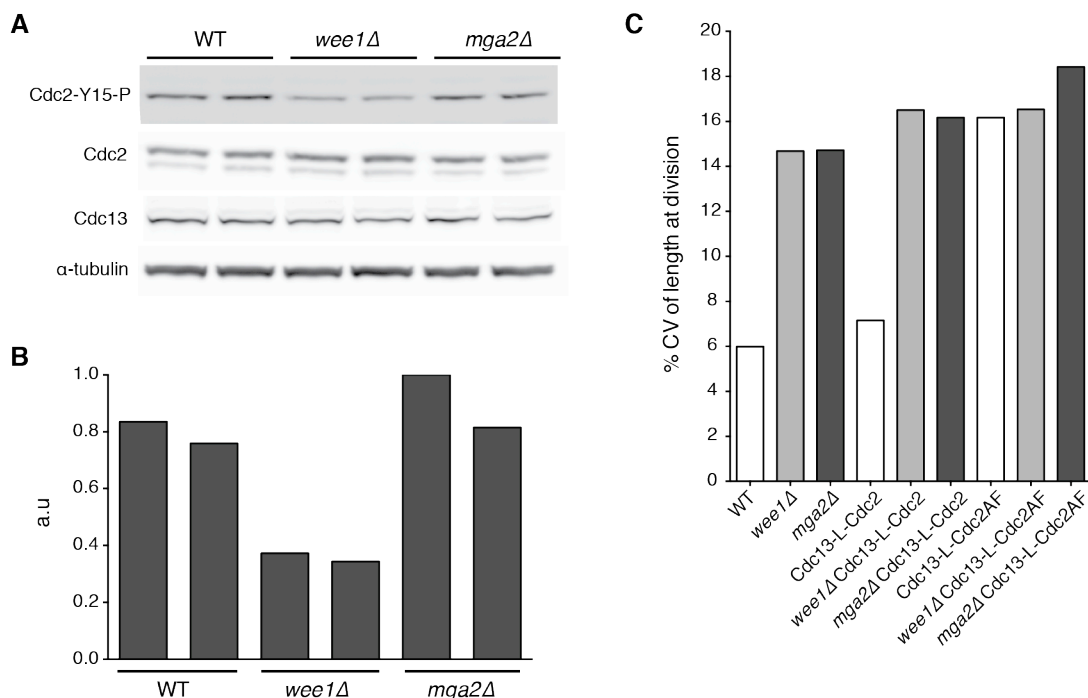 A
WT
wee1Δ
mga2Δ
Cdc2-Y15-P
Cdc2
Cdc13
α-tubulin
B
1.0
0.8
0.6
0.4
0.2
0.0
a.u
WT
wee1Δ
mga2Δ
C
20
18
16
14
12
10
8
6
4
2
0
% CV of length at division
WT
wee1Δ
mga2Δ
Cdc13-L-Cdc2
wee1Δ Cdc13-L-Cdc2
mga2Δ Cdc13-L-Cdc2
Cdc13-L-Cdc2AF
wee1Δ Cdc13-L-Cdc2AF
mga2Δ Cdc13-L-Cdc2AF